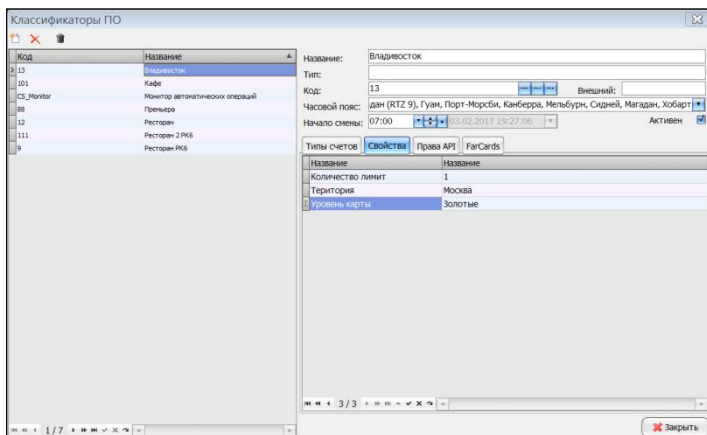 Классификаторы ПО
Код Название
13 Владивосток
101 Кафе
CS_Monitor Монитор автоматических операций
88 Премьера
12 Ресторан
111 Ресторан 2 РК6
9 Ресторан РК6
1/7
Название: Владивосток
Тип:
Код: 13 Внешний:
Часовой пояс: дан (RTZ 9), Гуам, Порт-Морсби, Канберра, Мельбурн, Сидней, Магадан, Хобарт
Начало смены: 07:00 03.02.2017 19:27:06 Активен
Типы счетов Свойства Права API FarCards
Название Название
Количество лимит 1
Територия Москва
Уровень карты Золотые
3/3
Закрыть